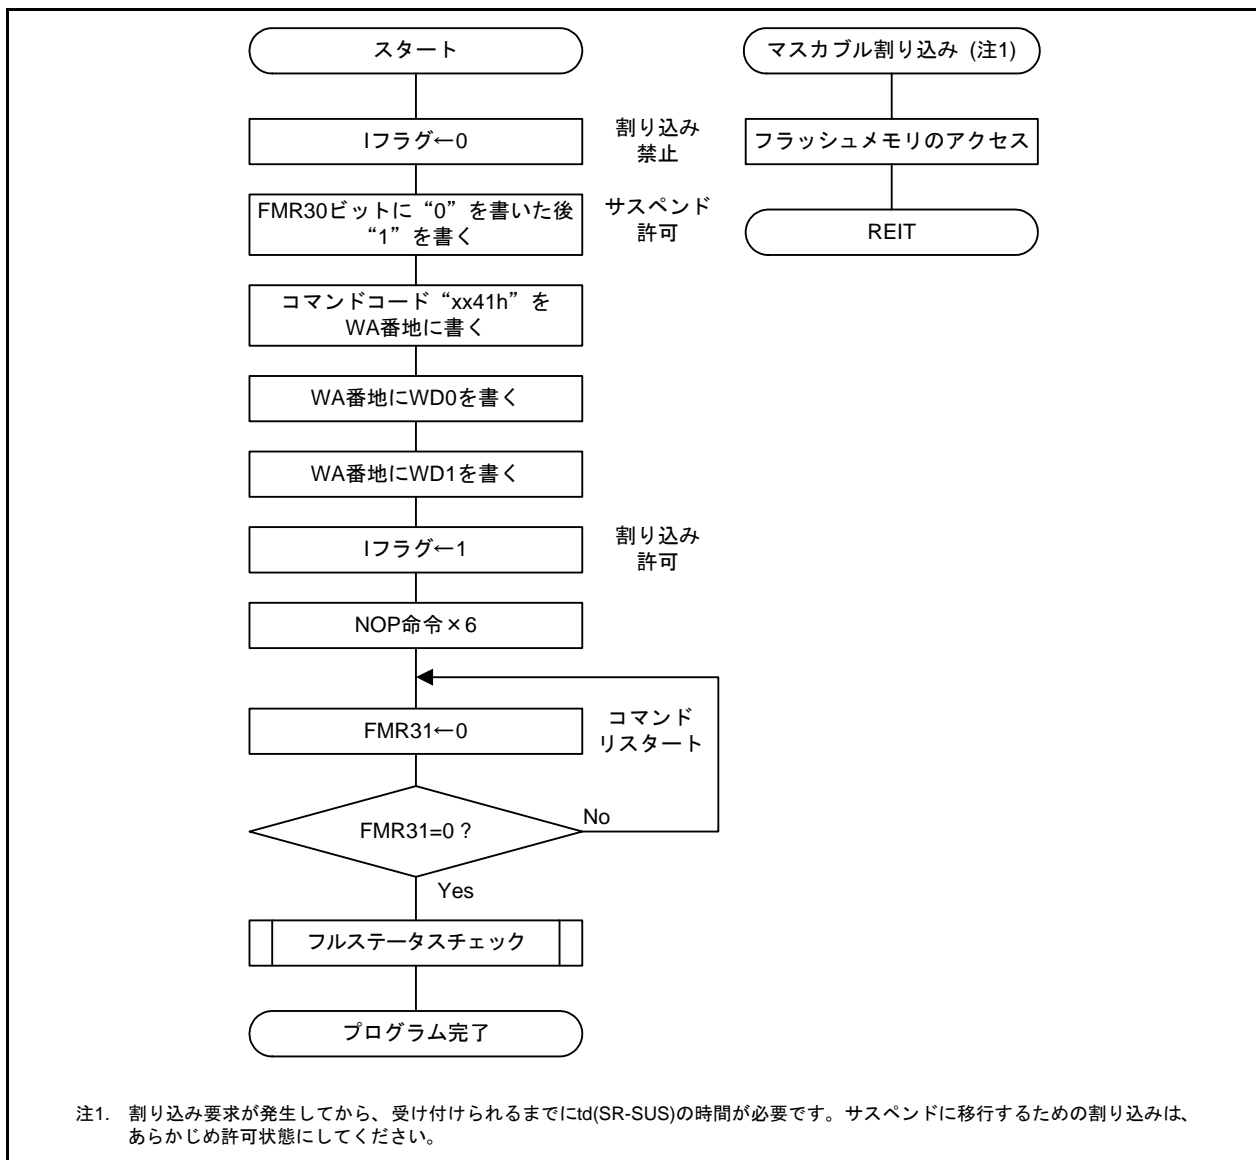 スタート
Iフラグ←0
割り込み
禁止
FMR30ビットに“0”を書いた後
“1”を書く
サスペンド
許可
コマンドコード“xx41h”を
WA番地に書く
WA番地にWD0を書く
WA番地にWD1を書く
Iフラグ←1
割り込み
許可
NOP命令×6
FMR31←0
コマンド
リスタート
FMR31=0 ?
No
Yes
フルステータスチェック
プログラム完了
マスカブル割り込み (注1)
フラッシュメモリのアクセス
REIT
注1. 割り込み要求が発生してから、受け付けられるまでにtd(SR-SUS)の時間が必要です。サスペンドに移行するための割り込みは、
あらかじめ許可状態にしてください。